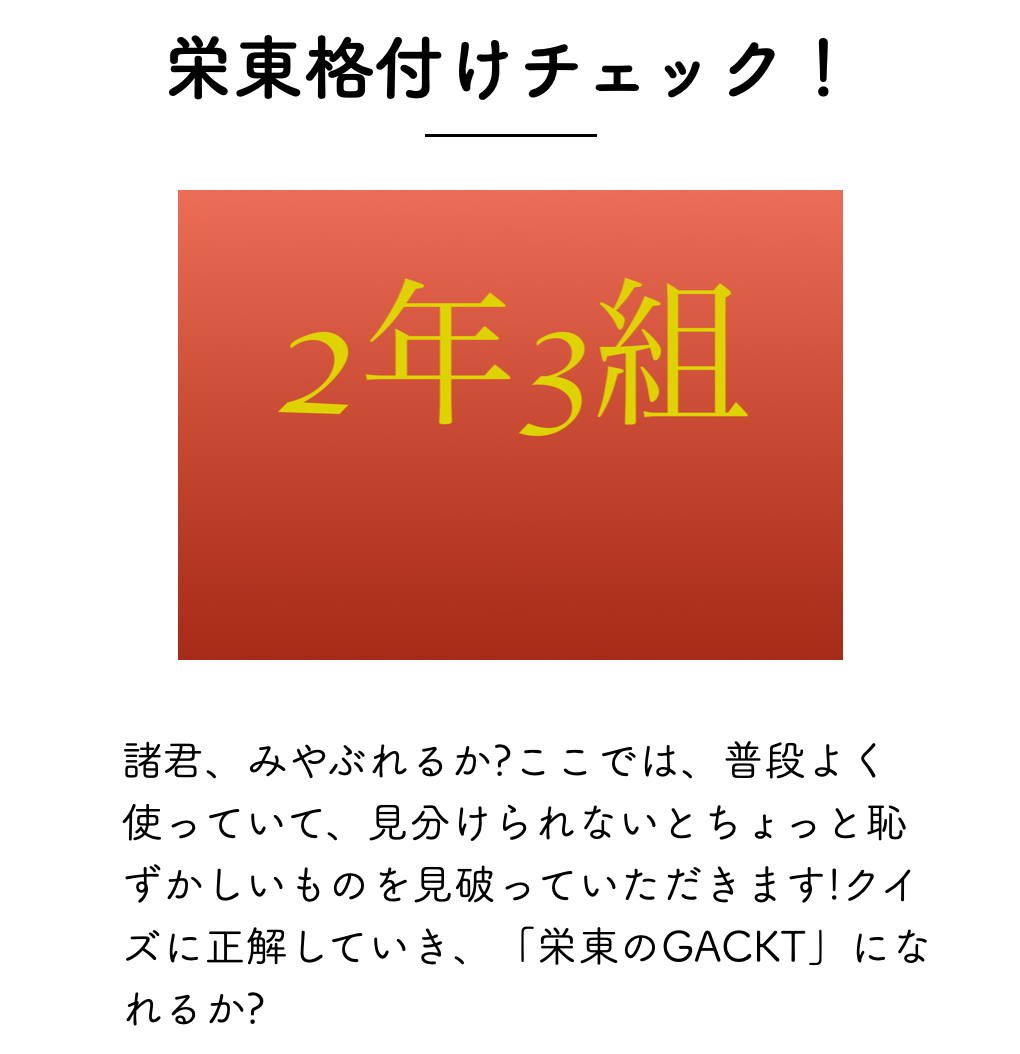 栄東格付けチェック！
2年3組
諸君、みやぶれるか?ここでは、普段よく
使っていて、見分けられないとちょっと恥
ずかしいものを見破っていただきます!クイ
ズに正解していき、「栄東のGACKT」にな
れるか?